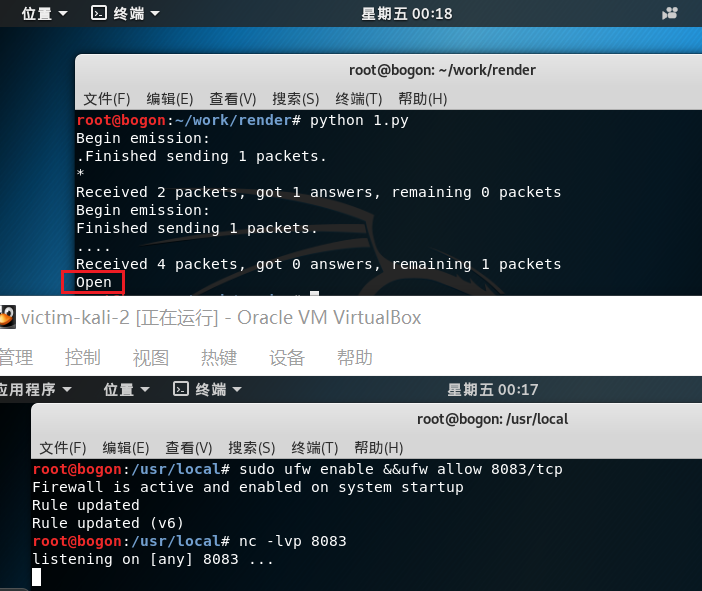 位置 终端 星期五 00:18
root@bogon: ~/work/render
文件(F) 编辑(E) 查看(V) 搜索(S) 终端(T) 帮助(H)
root@bogon:~/work/render# python 1.py
Begin emission:
.Finished sending 1 packets.
*
Received 2 packets, got 1 answers, remaining 0 packets
Begin emission:
Finished sending 1 packets.
....
Received 4 packets, got 0 answers, remaining 1 packets
Open
victim-kali-2 [正在运行] - Oracle VM VirtualBox
管理 控制 视图 热键 设备 帮助
应用程序 位置 终端 星期五 00:17
root@bogon: /usr/local
文件(F) 编辑(E) 查看(V) 搜索(S) 终端(T) 帮助(H)
root@bogon:/usr/local# sudo ufw enable &&ufw allow 8083/tcp
Firewall is active and enabled on system startup
Rule updated
Rule updated (v6)
root@bogon:/usr/local# nc -lvp 8083
listening on [any] 8083 ...